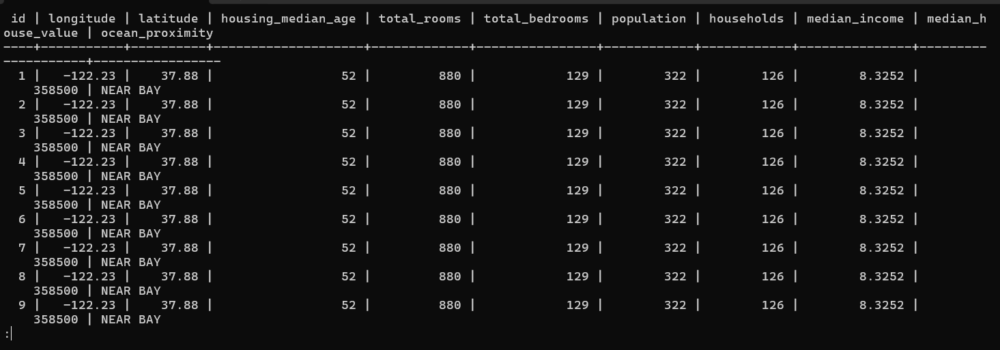 id | longitude | latitude | housing_median_age | total_rooms | total_bedrooms | population | households | median_income | median_h
ouse_value | ocean_proximity
----+-----------+----------+--------------------+-------------+----------------+------------+------------+---------------+---------
-----------+-----------------
  1 |   -122.23 |    37.88 |                 52 |         880 |            129 |        322 |        126 |        8.3252 |
    358500 | NEAR BAY
  2 |   -122.23 |    37.88 |                 52 |         880 |            129 |        322 |        126 |        8.3252 |
    358500 | NEAR BAY
  3 |   -122.23 |    37.88 |                 52 |         880 |            129 |        322 |        126 |        8.3252 |
    358500 | NEAR BAY
  4 |   -122.23 |    37.88 |                 52 |         880 |            129 |        322 |        126 |        8.3252 |
    358500 | NEAR BAY
  5 |   -122.23 |    37.88 |                 52 |         880 |            129 |        322 |        126 |        8.3252 |
    358500 | NEAR BAY
  6 |   -122.23 |    37.88 |                 52 |         880 |            129 |        322 |        126 |        8.3252 |
    358500 | NEAR BAY
  7 |   -122.23 |    37.88 |                 52 |         880 |            129 |        322 |        126 |        8.3252 |
    358500 | NEAR BAY
  8 |   -122.23 |    37.88 |                 52 |         880 |            129 |        322 |        126 |        8.3252 |
    358500 | NEAR BAY
  9 |   -122.23 |    37.88 |                 52 |         880 |            129 |        322 |        126 |        8.3252 |
    358500 | NEAR BAY
: